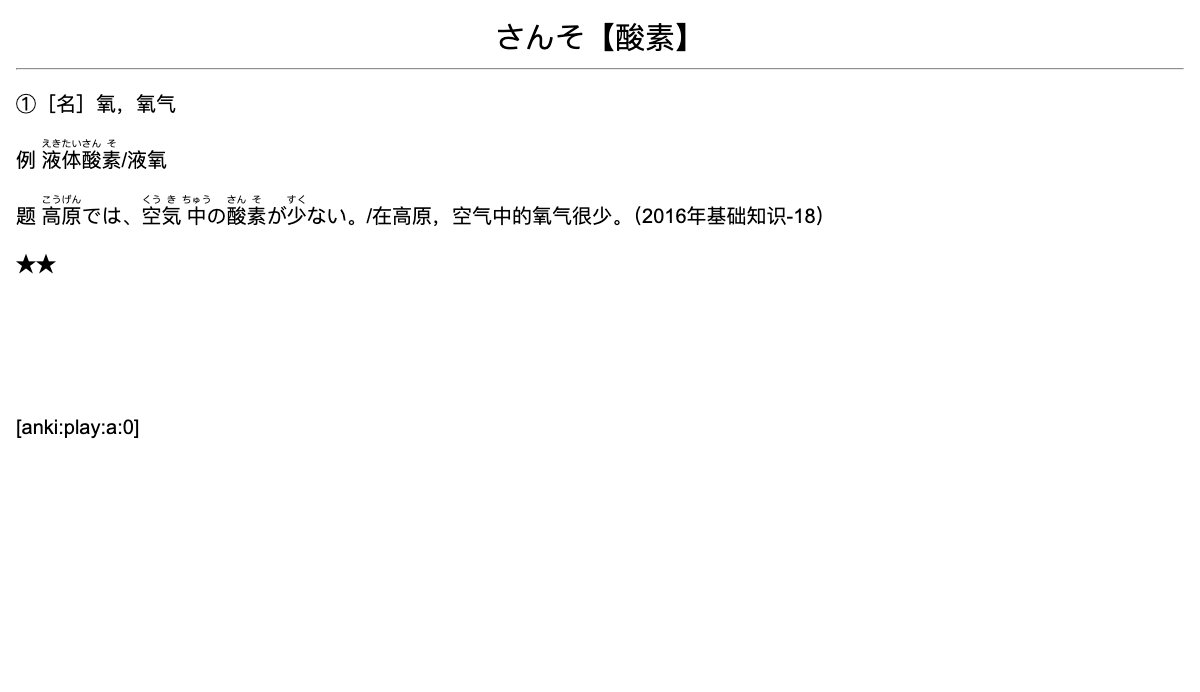 さんそ【酸素】
①［名］氧，氧气
えきたいさん そ
例 液体酸素/液氧
こうげん くう き ちゅう さん そ すく
题 高原では、空気中の酸素が少ない。/在高原，空气中的氧气很少。（2016年基础知识-18）
★★
[anki:play:a:0]